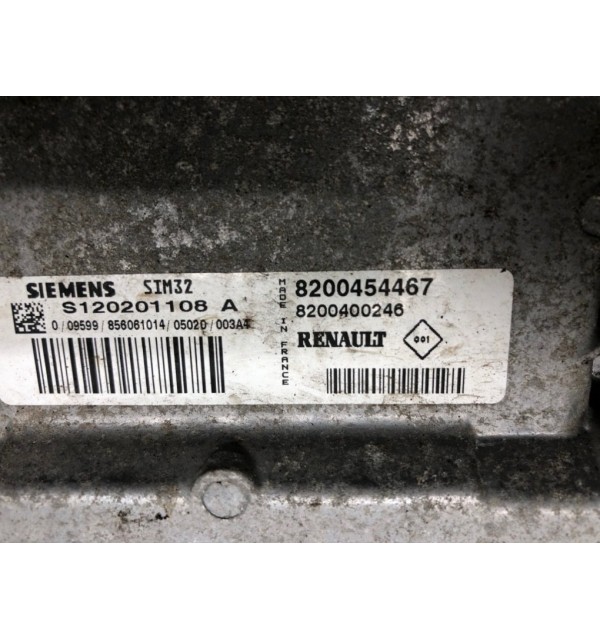 SIEMENS SIM32
S120201108 A
0 / 09599 / 856061014 / 05020 / 003A4
MADE IN FRANCE
8200454467
8200400246
RENAULT 001